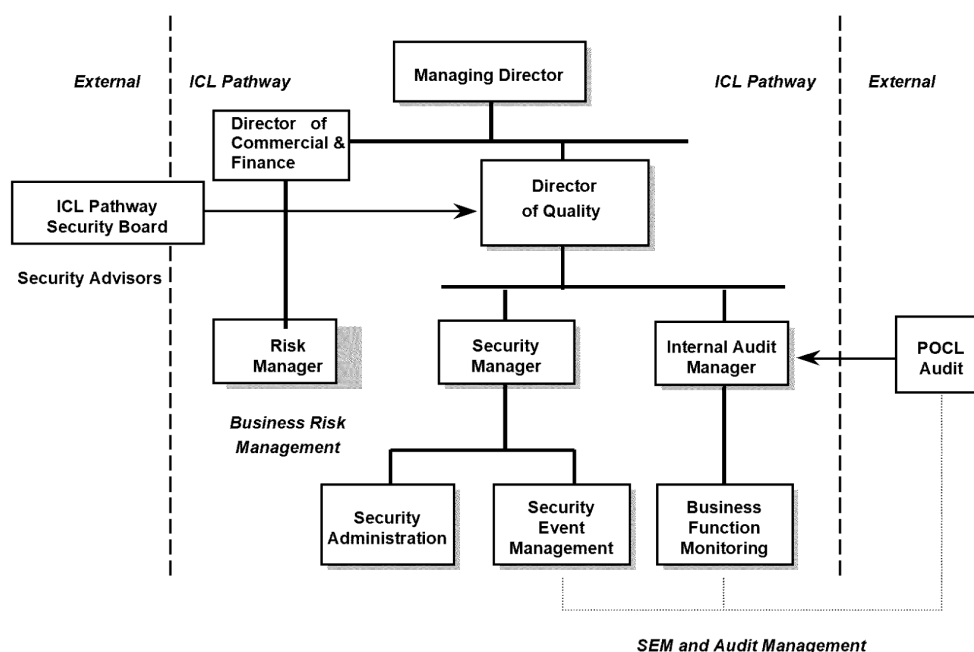 Managing Director
External
ICL Pathway
ICL Pathway
External
Director of
Commercial &
Finance
Director
of Quality
ICL Pathway
Security Board
Security Advisors
Risk
Manager
Security
Manager
Internal Audit
Manager
POCL
Audit
Business Risk
Management
Security
Administration
Security
Event
Management
Business
Function
Monitoring
SEM and Audit Management